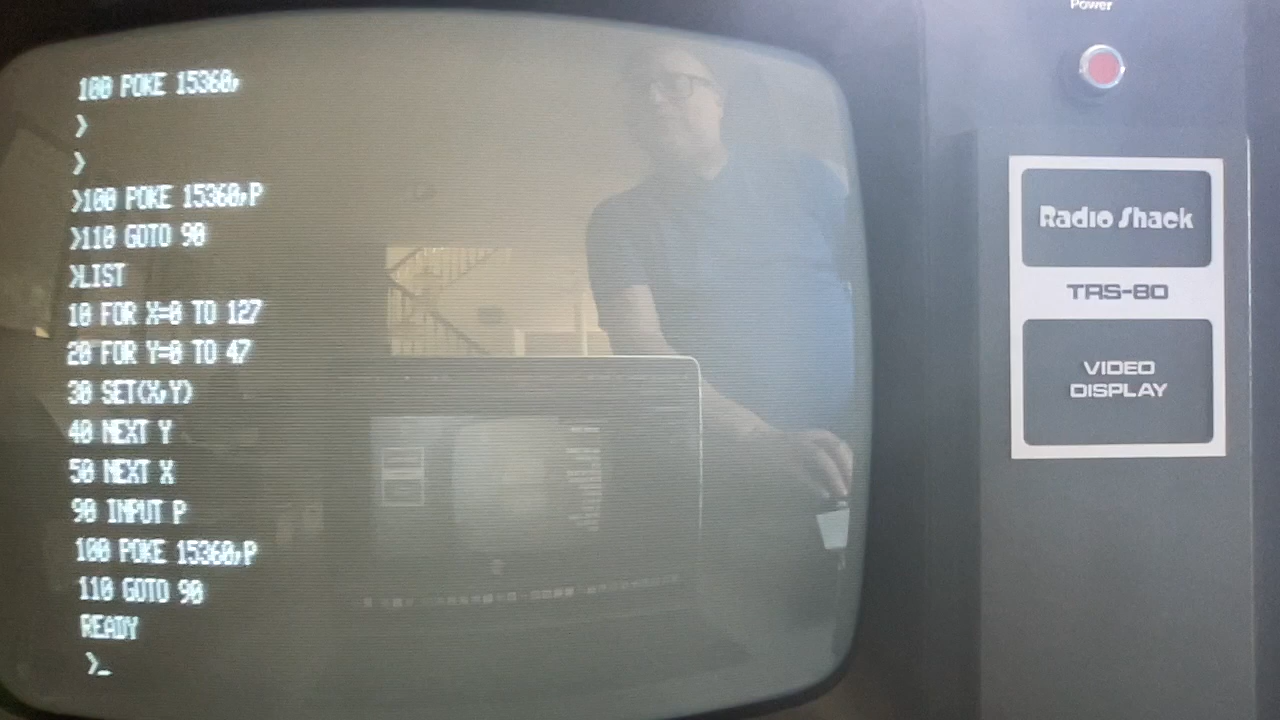 100 POKE 15360,
>
>
>100 POKE 15360,P
>110 GOTO 90
>LIST
10 FOR X=0 TO 127
20 FOR Y=0 TO 47
30 SET(X,Y)
40 NEXT Y
50 NEXT X
90 INPUT P
100 POKE 15360,P
110 GOTO 90
READY
>_
Power
Radio Shack
TRS-80
VIDEO
DISPLAY